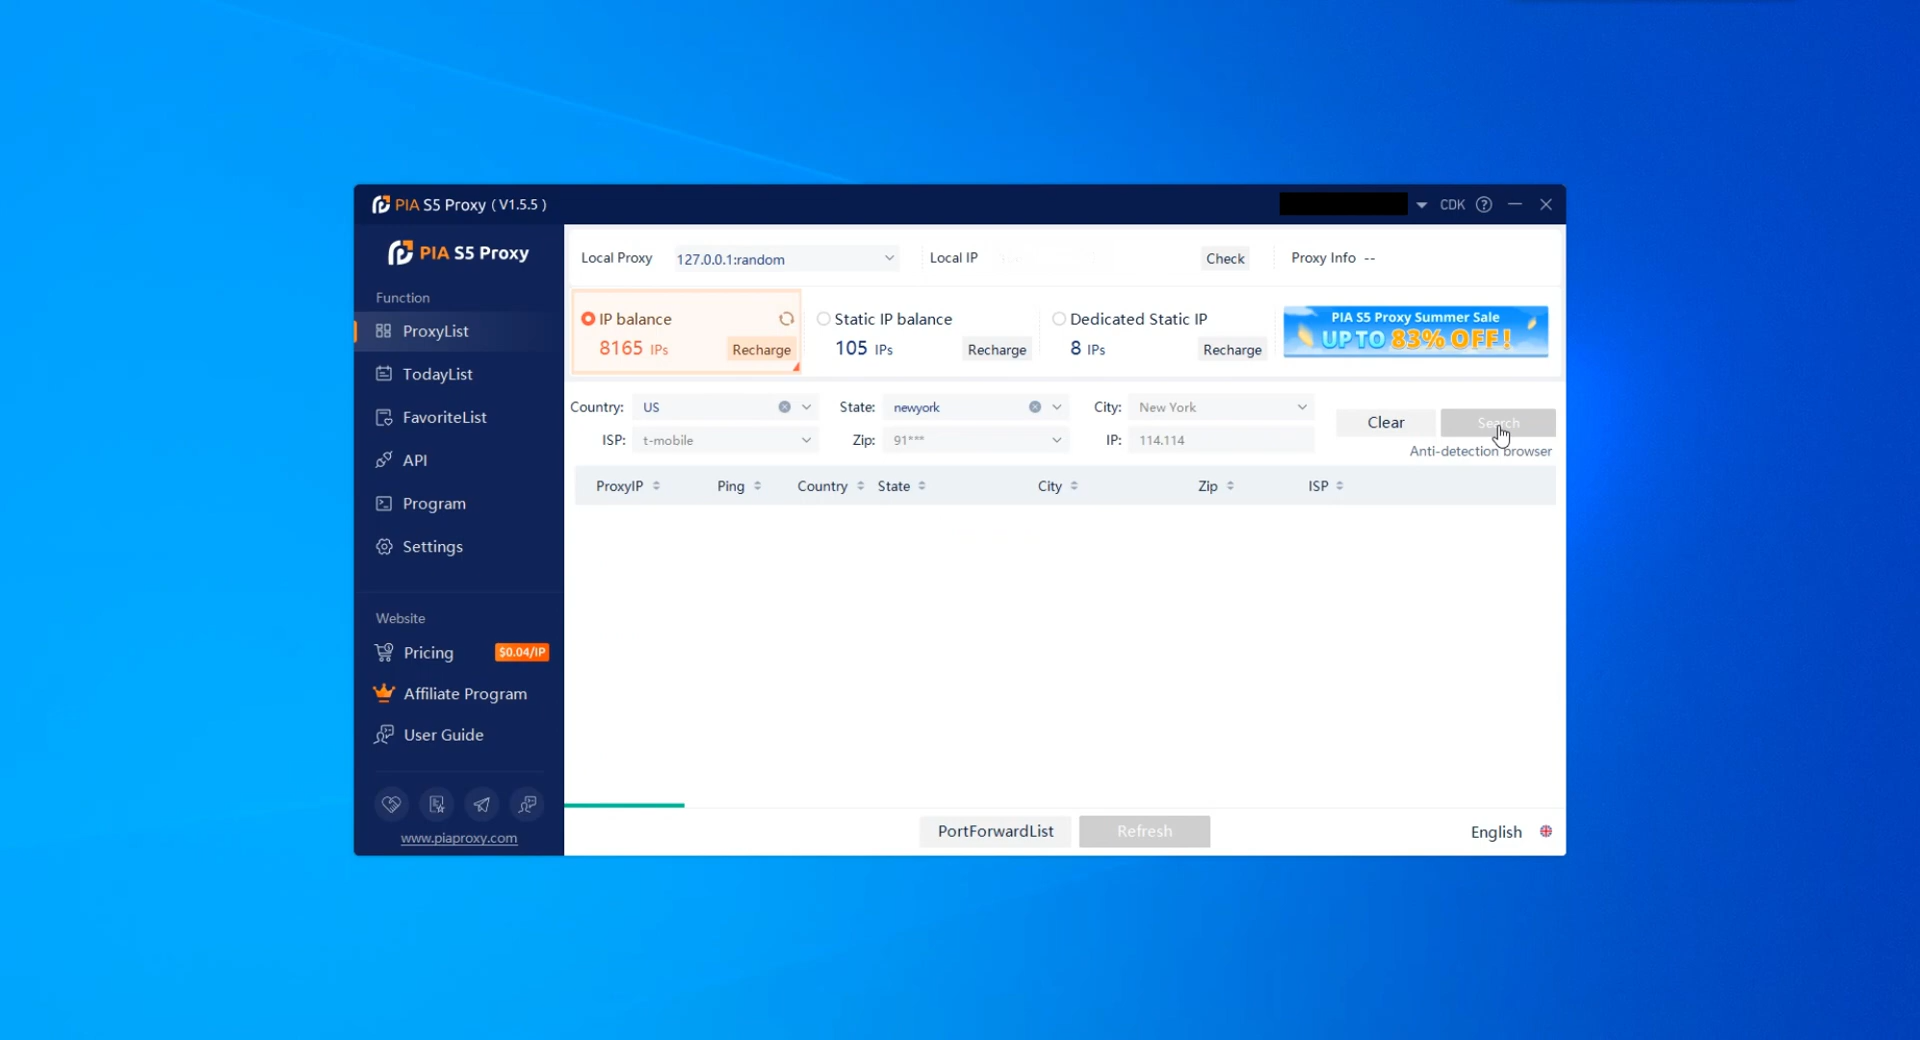 PIA S5 Proxy ( V1.5.5 )
CDK
PIA S5 Proxy
Function
ProxyList
TodayList
FavoriteList
API
Program
Settings
Website
Pricing $0.04/IP
Affiliate Program
User Guide
www.piaproxy.com
Local Proxy 127.0.0.1:random Local IP Check Proxy Info --
IP balance
8165 IPs Recharge
Static IP balance
105 IPs Recharge
Dedicated Static IP
8 IPs Recharge
PIA S5 Proxy Summer Sale
UP TO 83% OFF !
Country: US State: newyork City: New York
ISP: t-mobile Zip: 91*** IP: 114.114
Clear Search
Anti-detection browser
ProxyIP Ping Country State City Zip ISP
PortForwardList Refresh English